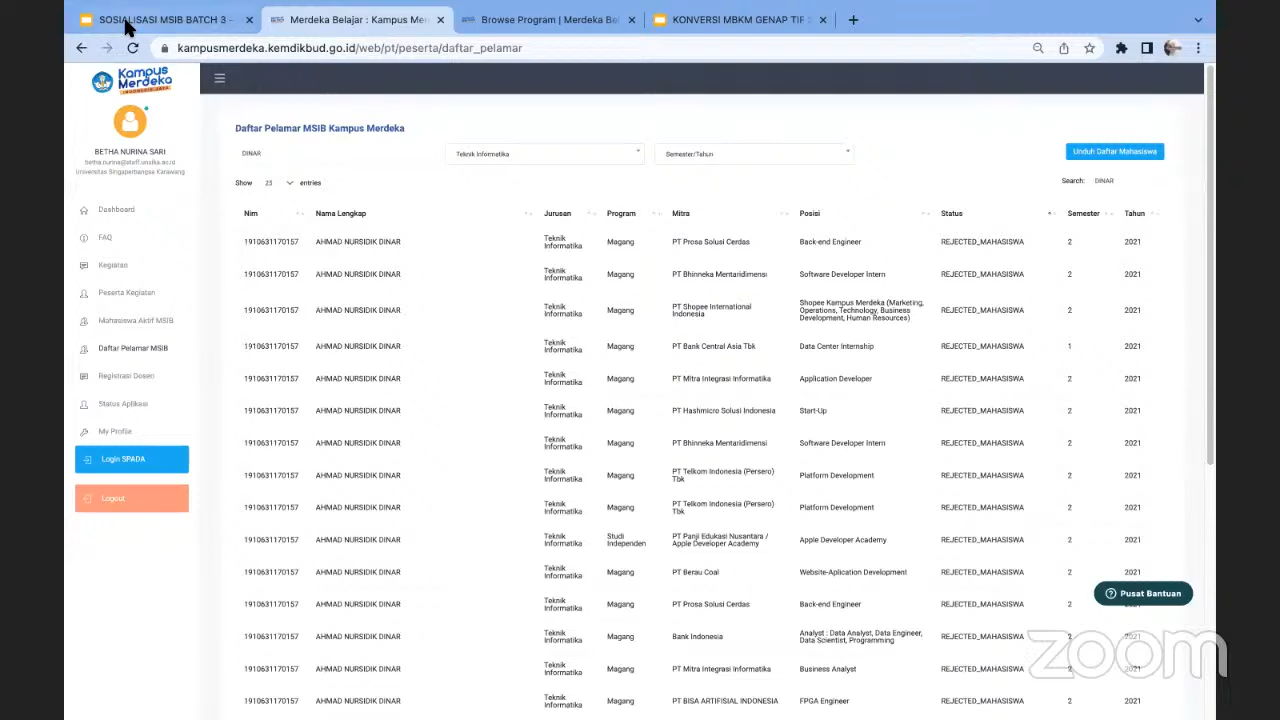 SOSIALISASI MSIB BATCH 3 –
Merdeka Belajar : Kampus Me
Browse Program | Merdeka Be
KONVERSI MBKM GENAP TIF 2
kampusmerdeka.kemdikbud.go.id/web/pt/peserta/daftar_pelamar
Kampus
Merdeka
INDONESIA JAYA
BETHA NURINA SARI
betha.nurina@staff.unsika.ac.id
Universitas Singaperbangsa Karawang
Dashboard
FAQ
Kegiatan
Peserta Kegiatan
Mahasiswa Aktif MSIB
Daftar Pelamar MSIB
Registrasi Dosen
Status Aplikasi
My Profile
Login SPADA
Logout
Daftar Pelamar MSIB Kampus Merdeka
DINAR Teknik Informatika Semester/Tahun Unduh Daftar Mahasiswa
Show 25 entries Search: DINAR
Nim Nama Lengkap Jurusan Program Mitra Posisi Status Semester Tahun
1910631170157 AHMAD NURSIDIK DINAR Teknik Informatika Magang PT Prosa Solusi Cerdas Back-end Engineer REJECTED_MAHASISWA 2 2021
1910631170157 AHMAD NURSIDIK DINAR Teknik Informatika Magang PT Bhinneka Mentaridimensi Software Developer Intern REJECTED_MAHASISWA 2 2021
1910631170157 AHMAD NURSIDIK DINAR Teknik Informatika Magang PT Shopee International Indonesia Shopee Kampus Merdeka (Marketing, Operations, Technology, Business Development, Human Resources) REJECTED_MAHASISWA 2 2021
1910631170157 AHMAD NURSIDIK DINAR Teknik Informatika Magang PT Bank Central Asia Tbk Data Center Internship REJECTED_MAHASISWA 1 2021
1910631170157 AHMAD NURSIDIK DINAR Teknik Informatika Magang PT Mitra Integrasi Informatika Application Developer REJECTED_MAHASISWA 2 2021
1910631170157 AHMAD NURSIDIK DINAR Teknik Informatika Magang PT Hashmicro Solusi Indonesia Start-Up REJECTED_MAHASISWA 2 2021
1910631170157 AHMAD NURSIDIK DINAR Teknik Informatika Magang PT Bhinneka Mentaridimensi Software Developer Intern REJECTED_MAHASISWA 2 2021
1910631170157 AHMAD NURSIDIK DINAR Teknik Informatika Magang PT Telkom Indonesia (Persero) Tbk Platform Development REJECTED_MAHASISWA 2 2021
1910631170157 AHMAD NURSIDIK DINAR Teknik Informatika Magang PT Telkom Indonesia (Persero) Tbk Platform Development REJECTED_MAHASISWA 2 2021
1910631170157 AHMAD NURSIDIK DINAR Teknik Informatika Studi Independen PT Panji Edukasi Nusantara / Apple Developer Academy Apple Developer Academy REJECTED_MAHASISWA 2 2021
1910631170157 AHMAD NURSIDIK DINAR Teknik Informatika Magang PT Berau Coal Website-Aplication Development REJECTED_MAHASISWA 2 2021
1910631170157 AHMAD NURSIDIK DINAR Teknik Informatika Magang PT Prosa Solusi Cerdas Back-end Engineer REJECTED_MAHASISWA 2
Pusat Bantuan
1910631170157 AHMAD NURSIDIK DINAR Teknik Informatika Magang Bank Indonesia Analyst : Data Analyst, Data Engineer, Data Scientist, Programming REJECTED_MAHASISWA 2 2021
1910631170157 AHMAD NURSIDIK DINAR Teknik Informatika Magang PT Mitra Integrasi Informatika Business Analyst REJECTED_MAHASISWA 2 2021
1910631170157 AHMAD NURSIDIK DINAR Teknik Informatika Magang PT BISA ARTIFISIAL INDONESIA FPGA Engineer REJECTED_MAHASISWA 2 2021
zoom